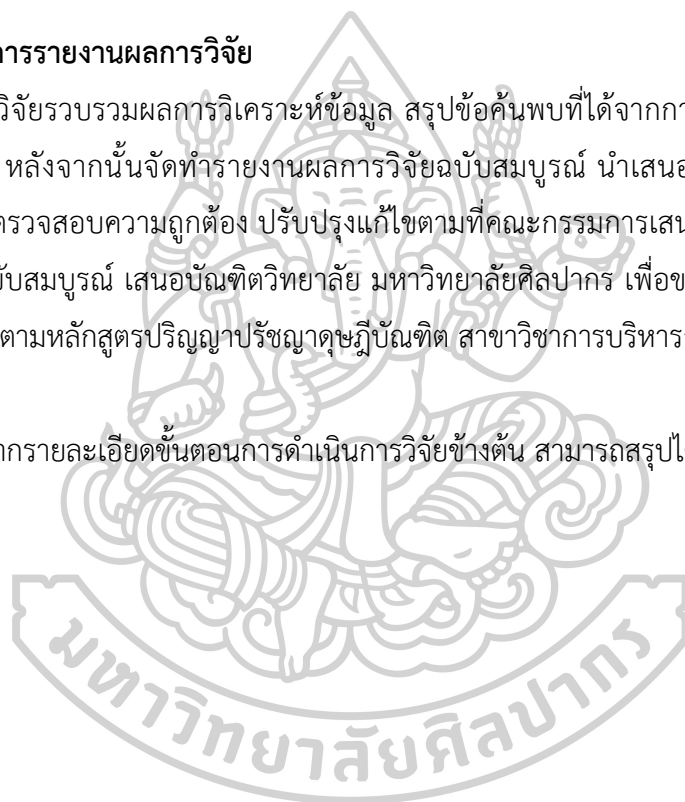 การรายงานผลการวิจัย
วิจัยรวบรวมผลการวิเคราะห์ข้อมูล สรุปข้อค้นพบที่ได้จากกา
หลังจากนั้นจัดทำรายงานผลการวิจัยฉบับสมบูรณ์ นำเสนอ
ตรวจสอบความถูกต้อง ปรับปรุงแก้ไขตามที่คณะกรรมการเสน
บับสมบูรณ์ เสนอบัณฑิตวิทยาลัย มหาวิทยาลัยศิลปากร เพื่อข
ตามหลักสูตรปริญญาปรัชญาดุษฎีบัณฑิต สาขาวิชาการบริหาร
ากรายละเอียดขั้นตอนการดำเนินการวิจัยข้างต้น สามารถสรุปไ
มหาวิทยาลัยศิลปากร